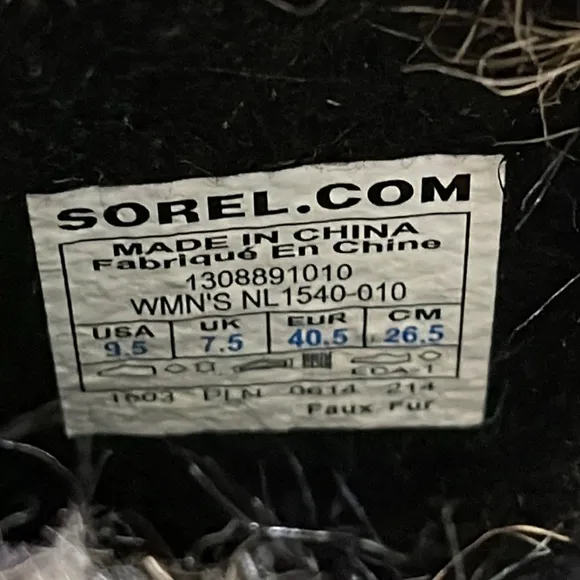 SOREL.COM
MADE IN CHINA
Fabriqué En Chine
1308891010
WMN'S NL1540-010
USA UK EUR CM
9.5 7.5 40.5 26.5
EDA-1
1603 PLN 0614 214
Faux Fur